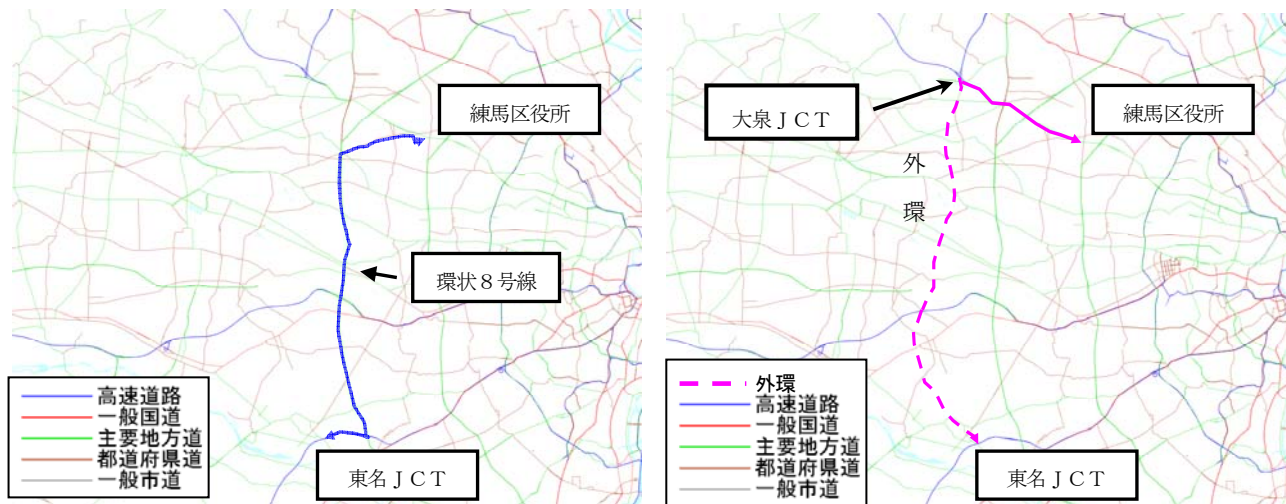 練馬区役所
環状８号線
東名ＪＣＴ
高速道路
一般国道
主要地方道
都道府県道
一般市道
練馬区役所
大泉ＪＣＴ
外
環
東名ＪＣＴ
外環
高速道路
一般国道
主要地方道
都道府県道
一般市道